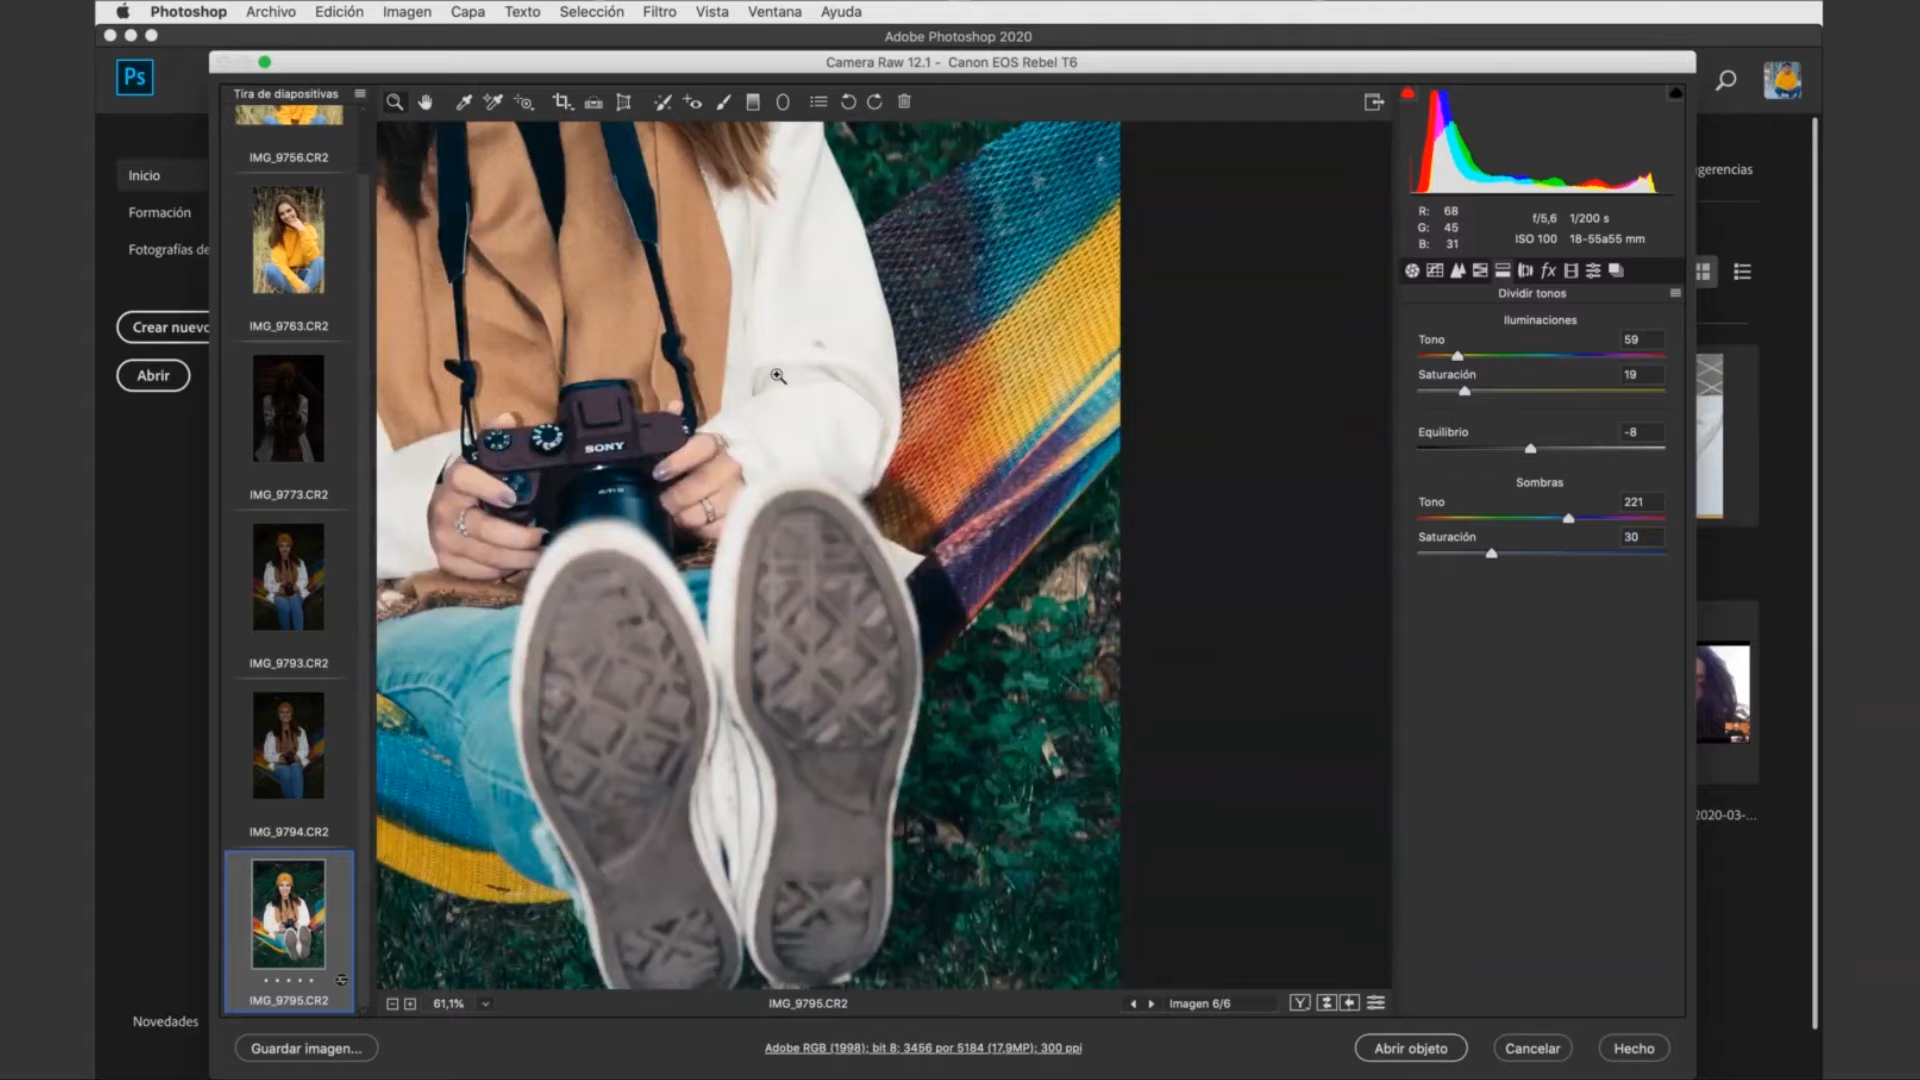 Photoshop Archivo Edición Imagen Capa Texto Selección Filtro Vista Ventana Ayuda
Adobe Photoshop 2020
Camera Raw 12.1 - Canon EOS Rebel T6
Ps
Tira de diapositivas
IMG_9756.CR2
IMG_9763.CR2
IMG_9773.CR2
IMG_9793.CR2
IMG_9794.CR2
IMG_9795.CR2
Inicio
Formación
Fotografías de
Crear nuevo
Abrir
Novedades
SONY
R: 68
G: 45
B: 31
f/5,6 1/200 s
ISO 100 18-55a55 mm
fx
Dividir tonos
Iluminaciones
Tono 59
Saturación 19
Equilibrio -8
Sombras
Tono 221
Saturación 30
gerencias
2020-03-...
61,1%
IMG_9795.CR2
Imagen 6/6
Y
Guardar imagen...
Adobe RGB (1998); bit 8; 3456 por 5184 (17,9MP); 300 ppi
Abrir objeto
Cancelar
Hecho